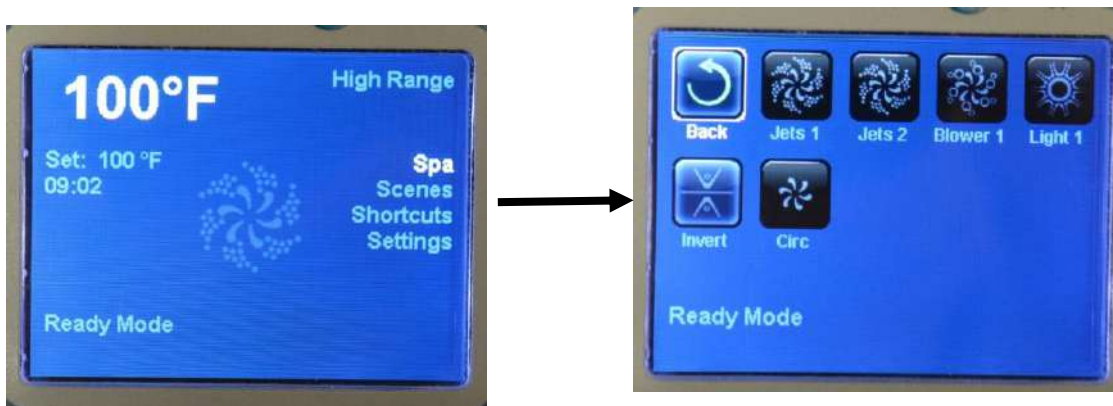 100°F
High Range
Set: 100 °F
09:02
Spa
Scenes
Shortcuts
Settings
Ready Mode
Back Jets 1 Jets 2 Blower 1 Light 1
Invert Circ
Ready Mode